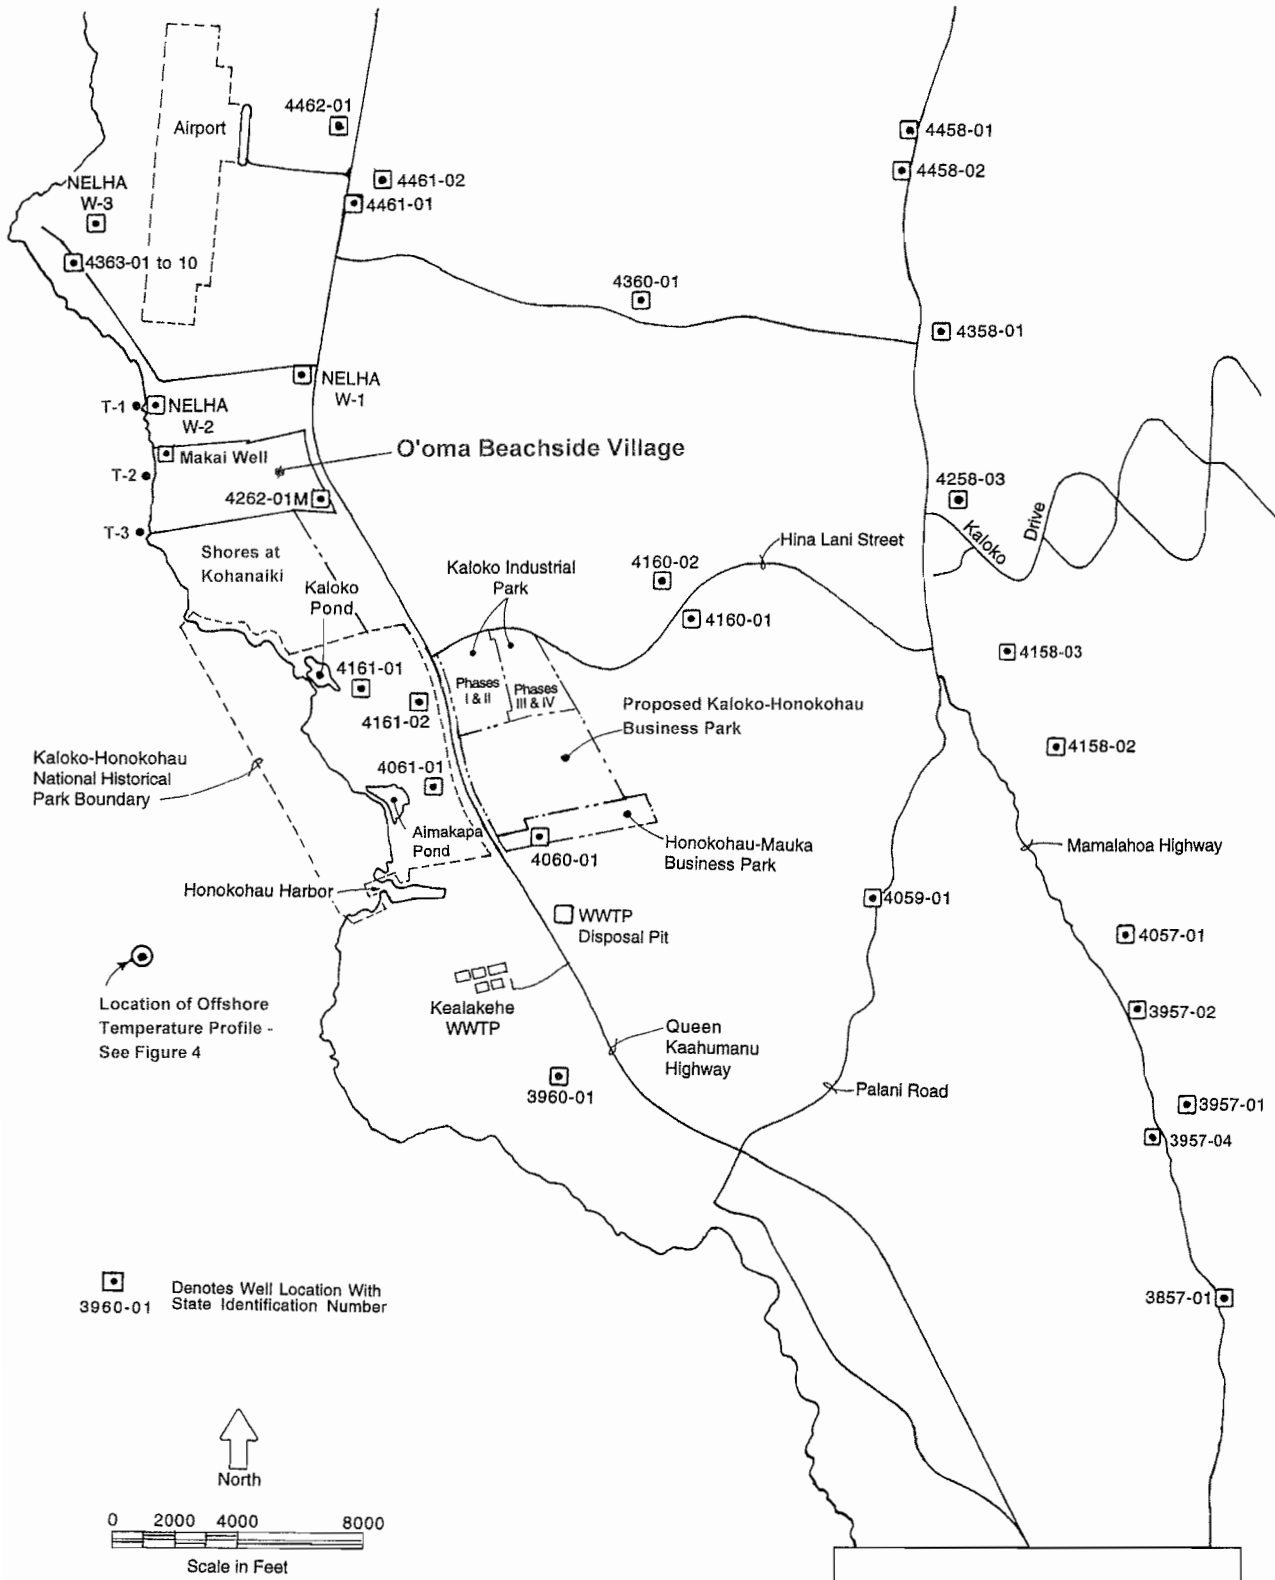 4462-01
Airport
4458-01
4461-02
4458-02
NELHA
W-3
4461-01
4363-01 to 10
4360-01
4358-01
NELHA
W-1
T-1
NELHA
W-2
O'oma Beachside Village
Makai Well
T-2
4262-01M
4258-03
T-3
Kaloko
Drive
Shores at
Kohanaiki
Hina Lani Street
4160-02
Kaloko Industrial
Park
Kaloko
Pond
4160-01
4158-03
4161-01
Phases
I & II
Phases
III & IV
4161-02
Proposed Kaloko-Honokohau
Business Park
4158-02
Kaloko-Honokohau
National Historical
Park Boundary
4061-01
Aimakapa
Pond
4060-01
Honokohau-Mauka
Business Park
Mamalahoa Highway
Honokohau Harbor
4059-01
WWTP
Disposal Pit
4057-01
Location of Offshore
Temperature Profile -
See Figure 4
Kealakehe
WWTP
3957-02
Queen
Kaahumanu
Highway
3960-01
Palani Road
3957-01
3957-04
3960-01
Denotes Well Location With
State Identification Number
3857-01
North
0 2000 4000 8000
Scale in Feet